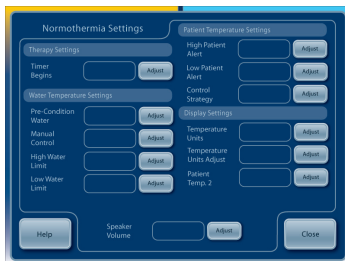 Normothermia Settings
Therapy Settings
Timer
Begins
Adjust
Water Temperature Settings
Pre-Condition
Water
Adjust
Manual
Control
Adjust
High Water
Limit
Adjust
Low Water
Limit
Adjust
Patient Temperature Settings
High Patient
Alert
Adjust
Low Patient
Alert
Adjust
Control
Strategy
Adjust
Display Settings
Temperature
Units
Adjust
Temperature
Units Adjust
Adjust
Patient
Temp. 2
Adjust
Help
Speaker
Volume
Adjust
Close